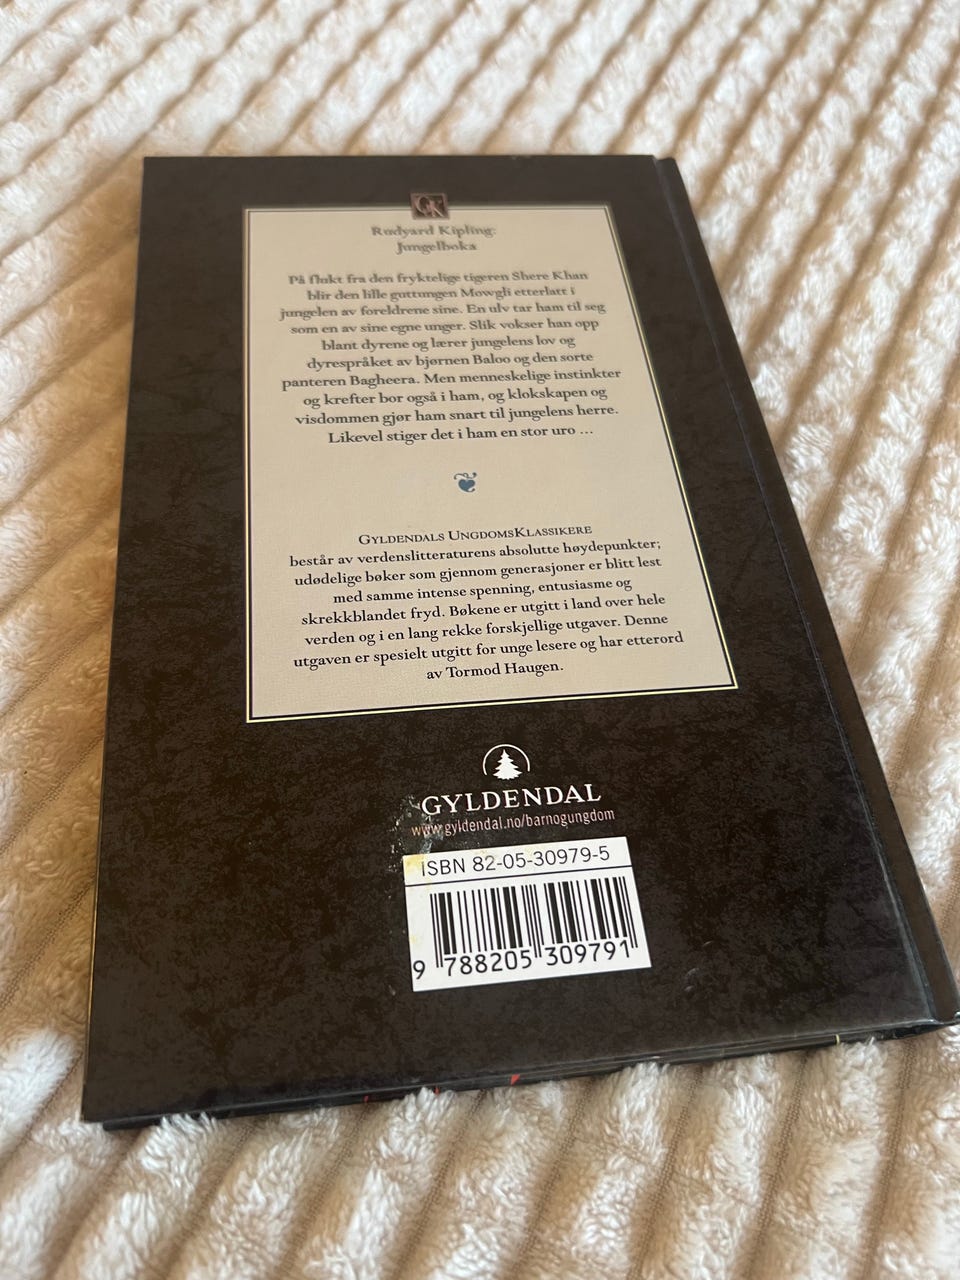 GK
Rudyard Kipling:
Jungelboka
På flukt fra den fryktelige tigeren Shere Khan
blir den lille guttungen Mowgli etterlatt i
jungelen av foreldrene sine. En ulv tar ham til seg
som en av sine egne unger. Slik vokser han opp
blant dyrene og lærer jungelens lov og
dyrespråket av bjørnen Baloo og den sorte
panteren Bagheera. Men menneskelige instinkter
og krefter bor også i ham, og klokskapen og
visdommen gjør ham snart til jungelens herre.
Likevel stiger det i ham en stor uro ...
GYLDENDALS UNGDOMSKLASSIKERE
består av verdenslitteraturens absolutte høydepunkter;
udødelige bøker som gjennom generasjoner er blitt lest
med samme intense spenning, entusiasme og
skrekkblandet fryd. Bøkene er utgitt i land over hele
verden og i en lang rekke forskjellige utgaver. Denne
utgaven er spesielt utgitt for unge lesere og har etterord
av Tormod Haugen.
GYLDENDAL
www.gyldendal.no/barnogungdom
ISBN 82-05-30979-5
9 788205 309791